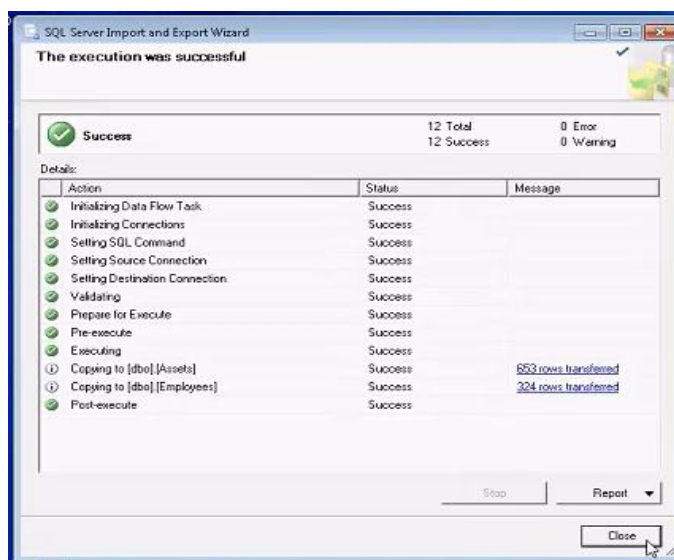 SQL Server Import and Export Wizard
The execution was successful
Success
12 Total
0 Error
12 Success
0 Warning
Details:
Action Status Message
Initializing Data Flow Task Success
Initializing Connections Success
Setting SQL Command Success
Setting Source Connection Success
Setting Destination Connection Success
Validating Success
Prepare for Execute Success
Pre-execute Success
Executing Success
Copying to [dbo].[Assets] Success 653 rows transferred
Copying to [dbo].[Employees] Success 324 rows transferred
Post-execute Success
Stop Report
Close